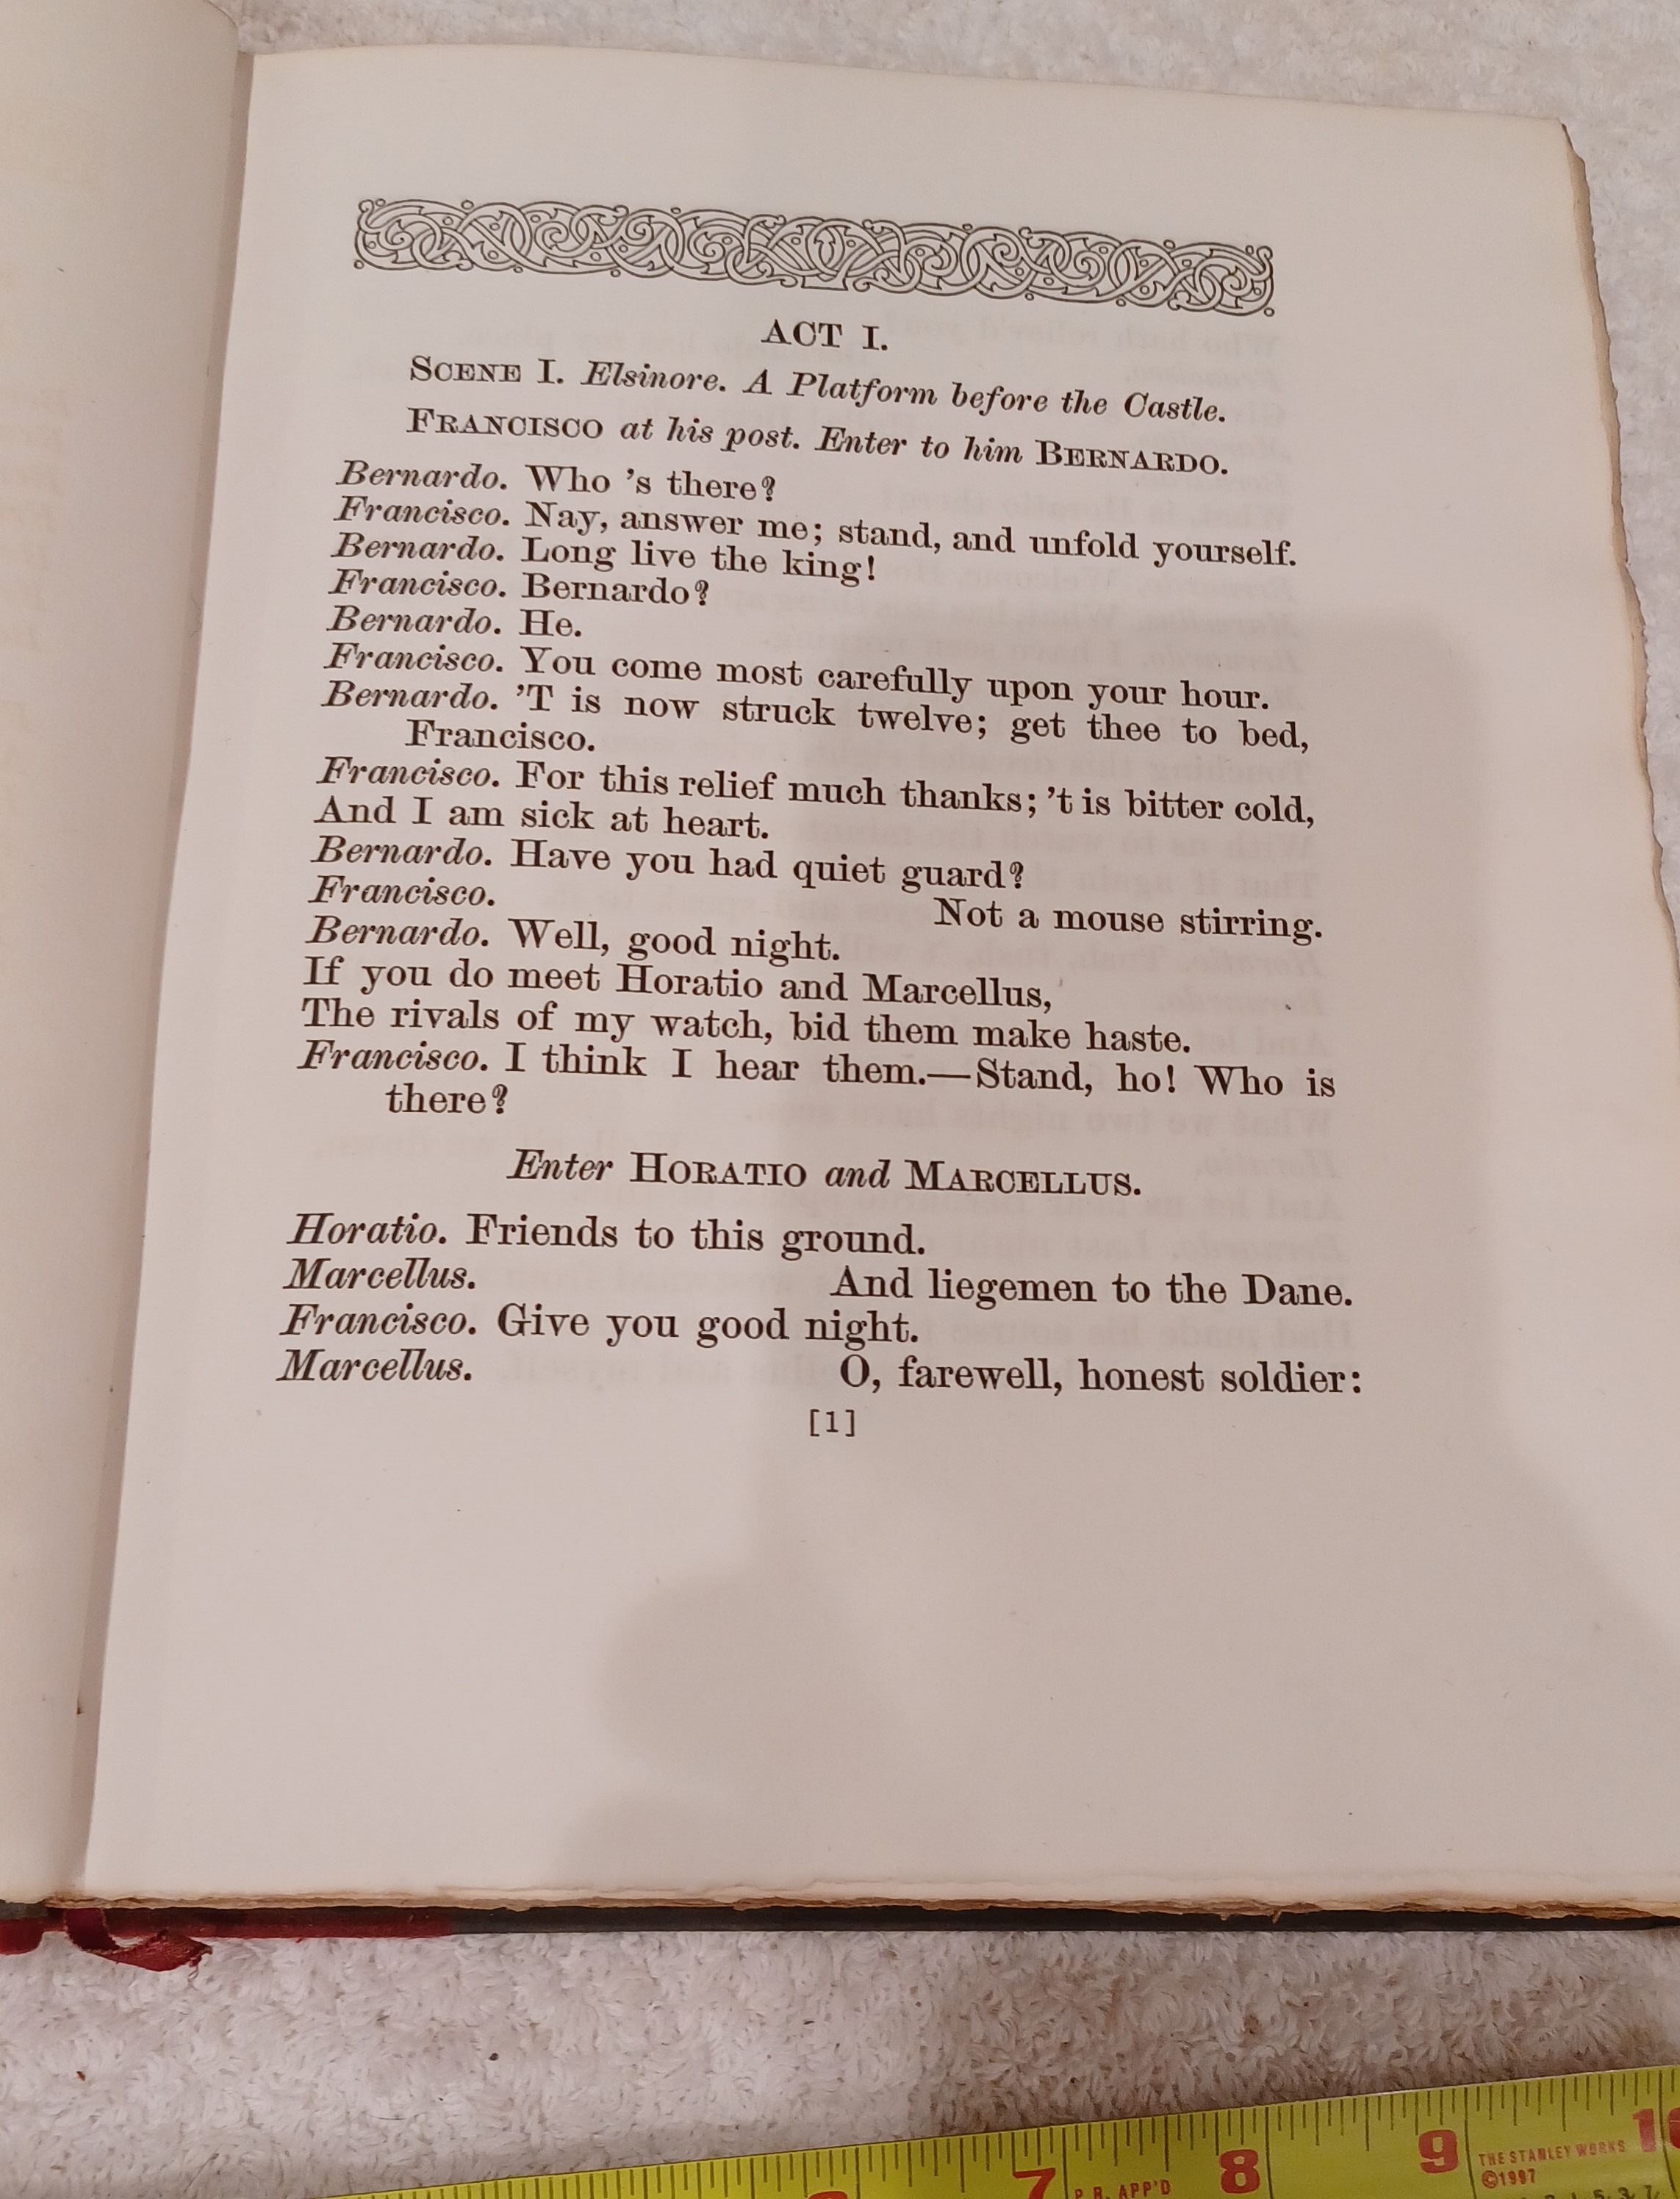 ACT I.
SCENE I. Elsinore. A Platform before the Castle.
FRANCISCO at his post. Enter to him BERNARDO.
Bernardo. Who 's there?
Francisco. Nay, answer me; stand, and unfold yourself.
Bernardo. Long live the king!
Francisco. Bernardo?
Bernardo. He.
Francisco. You come most carefully upon your hour.
Bernardo. 'T is now struck twelve; get thee to bed,
Francisco.
Francisco. For this relief much thanks; 't is bitter cold,
And I am sick at heart.
Bernardo. Have you had quiet guard?
Francisco. Not a mouse stirring.
Bernardo. Well, good night.
If you do meet Horatio and Marcellus,
The rivals of my watch, bid them make haste.
Francisco. I think I hear them.—Stand, ho! Who is
there?
Enter HORATIO and MARCELLUS.
Horatio. Friends to this ground.
Marcellus. And liegemen to the Dane.
Francisco. Give you good night.
Marcellus. O, farewell, honest soldier:
[1]
7 P. R. APP'D 8 9 THE STANLEY WORKS
©1997